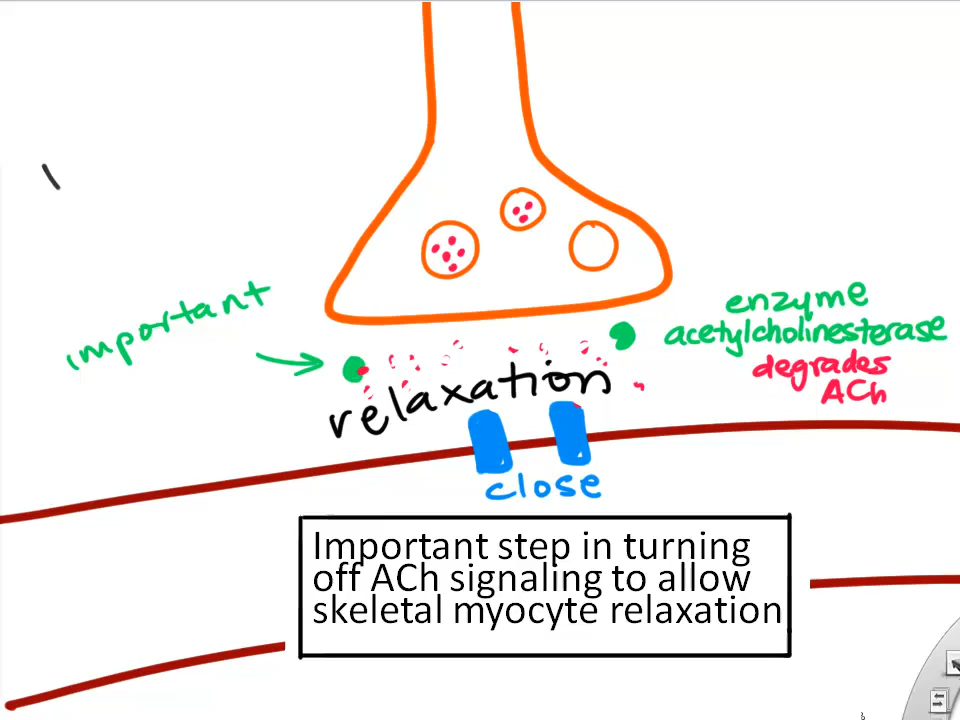 important
enzyme
acetylcholinesterase
degrades
ACh
relaxation
close
Important step in turning
off ACh signaling to allow
skeletal myocyte relaxation